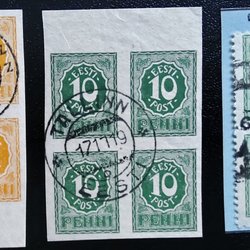 EESTI EESTI
10 10
POST POST
PENNI PENNI
TALLINN
17.11.19
EESTI
EESTI EESTI
10 10
POST POST
PENNI PENNI